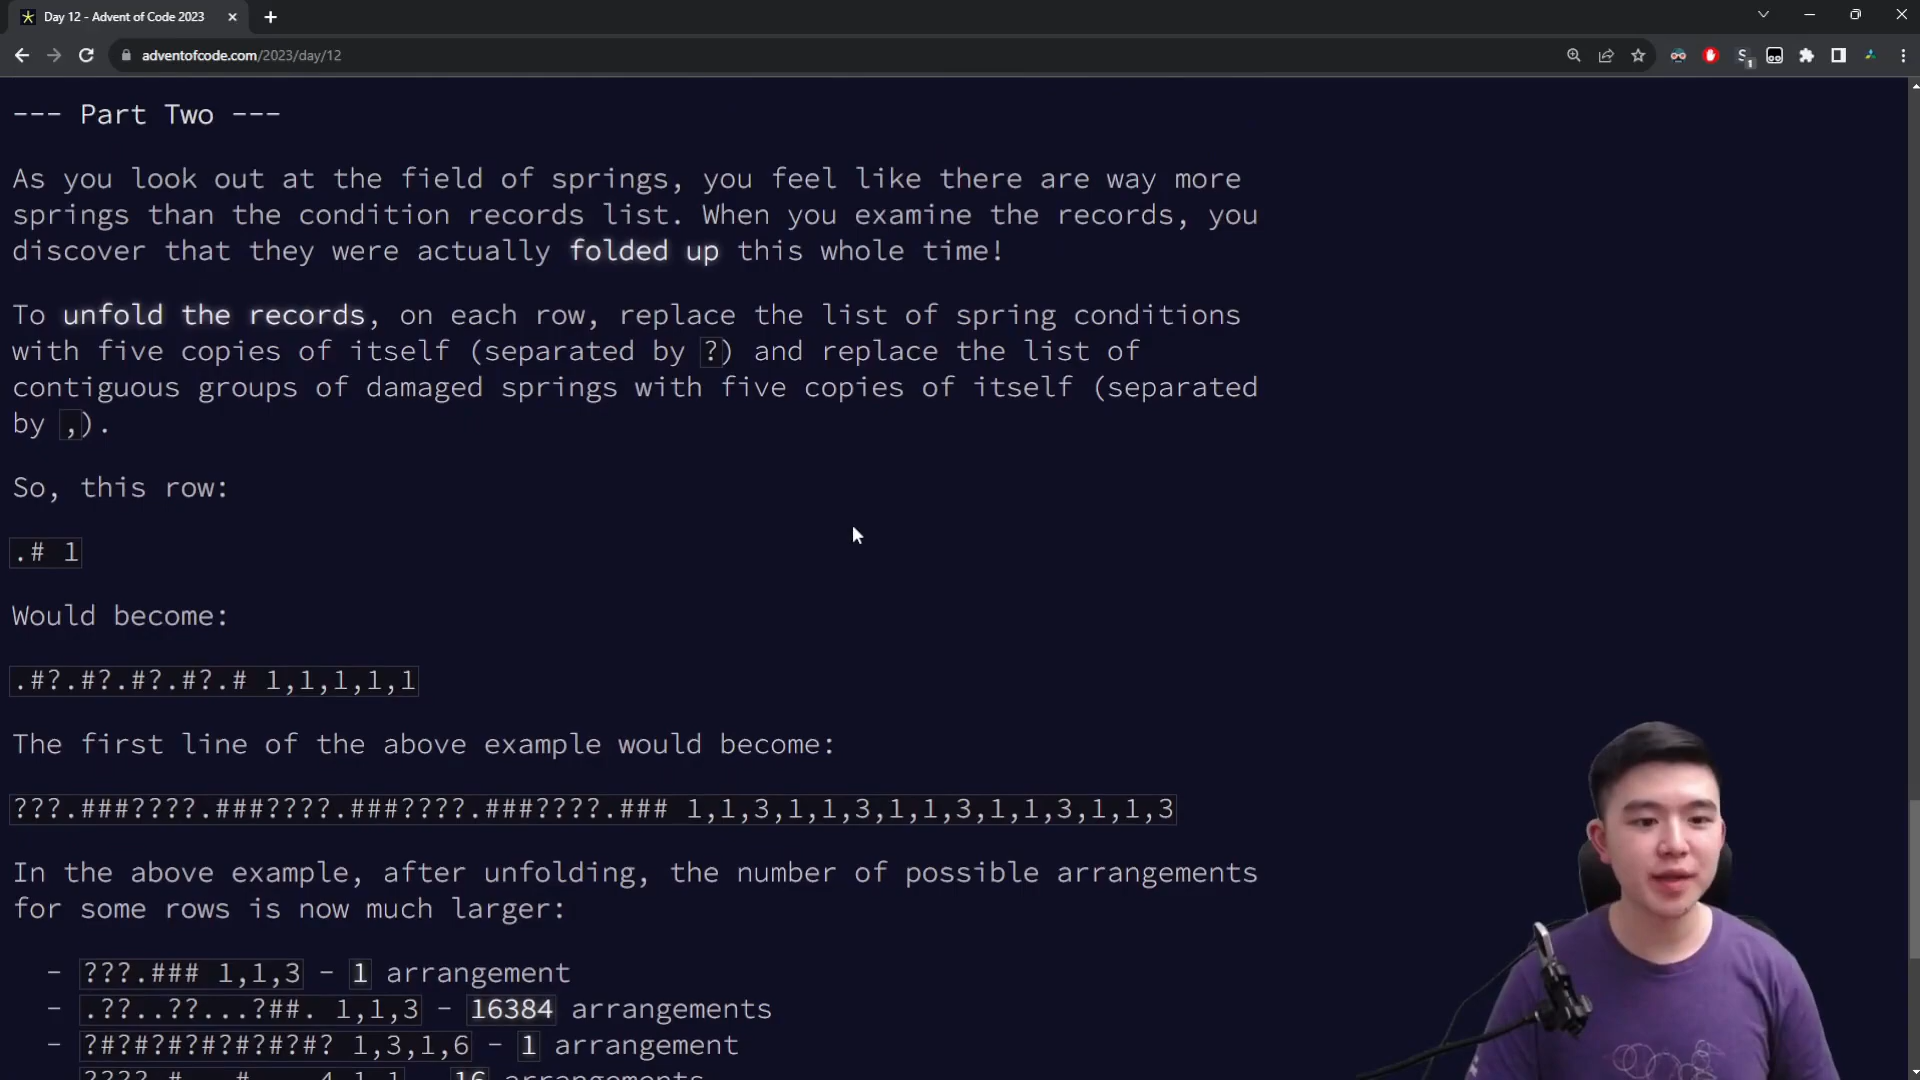 Day 12 - Advent of Code 2023
adventofcode.com/2023/day/12
--- Part Two ---
As you look out at the field of springs, you feel like there are way more
springs than the condition records list. When you examine the records, you
discover that they were actually folded up this whole time!
To unfold the records, on each row, replace the list of spring conditions
with five copies of itself (separated by ?) and replace the list of
contiguous groups of damaged springs with five copies of itself (separated
by ,).
So, this row:
.# 1
Would become:
.#?.#?.#?.#?.# 1,1,1,1,1
The first line of the above example would become:
???.###????.###????.###????.###????.### 1,1,3,1,1,3,1,1,3,1,1,3,1,1,3
In the above example, after unfolding, the number of possible arrangements
for some rows is now much larger:
- ???.### 1,1,3 - 1 arrangement
- .??..??...?##. 1,1,3 - 16384 arrangements
- ?#?#?#?#?#?#?#? 1,3,1,6 - 1 arrangement
- ????.#...#... 4,1,1 - 16 arrangements